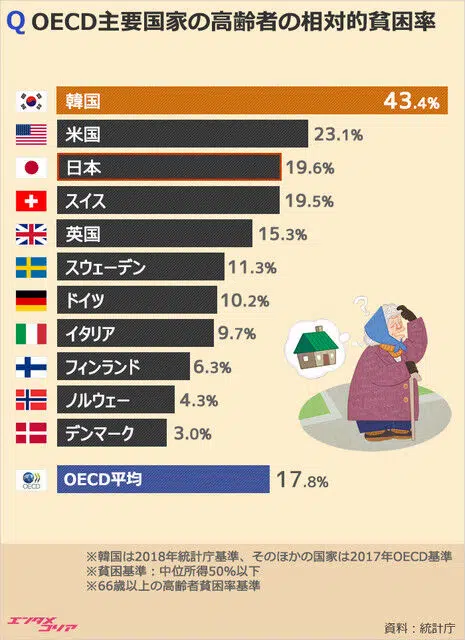 Q OECD主要国家の高齢者の相対的貧困率
韓国 43.4%
米国 23.1%
日本 19.6%
スイス 19.5%
英国 15.3%
スウェーデン 11.3%
ドイツ 10.2%
イタリア 9.7%
フィンランド 6.3%
ノルウェー 4.3%
デンマーク 3.0%
OECD OECD平均 17.8%
?
※韓国は2018年統計庁基準、そのほかの国家は2017年OECD基準
※貧困基準：中位所得50%以下
※66歳以上の高齢者貧困率基準
エンタメ
コリア
資料：統計庁